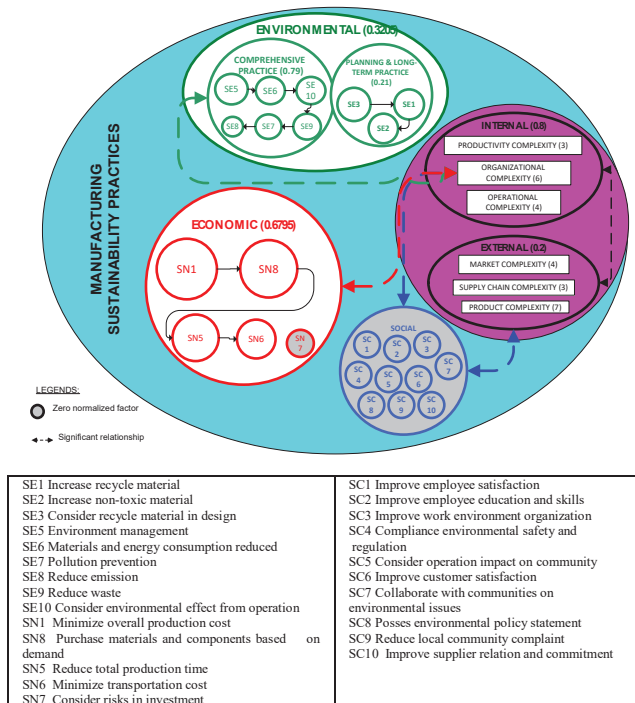 ENVIRONMENTAL (0.3205)
COMPREHENSIVE
PRACTICE (0.79)
SE5
SE6
SE
10
SE8
SE7
SE9
PLANNING & LONG-
TERM PRACTICE
(0.21)
SE3
SE1
SE2
MANUFACTURING
SUSTAINABILITY PRACTICES
INTERNAL (0.8)
PRODUCTIVITY COMPLEXITY (3)
ORGANIZATIONAL
COMPLEXITY (6)
OPERATIONAL
COMPLEXITY (4)
EXTERNAL (0.2)
MARKET COMPLEXITY (4)
SUPPLY CHAIN COMPLEXITY (3)
PRODUCT COMPLEXITY (7)
ECONOMIC (0.6795)
SN1
SN8
SN5
SN6
SN
7
SOCIAL
SC
1
SC
2
SC
3
SC
4
SC
5
SC
6
SC
7
SC
8
SC
9
SC
10
LEGENDS:
Zero normalized factor
Significant relationship
SE1 Increase recycle material
SE2 Increase non-toxic material
SE3 Consider recycle material in design
SE5 Environment management
SE6 Materials and energy consumption reduced
SE7 Pollution prevention
SE8 Reduce emission
SE9 Reduce waste
SE10 Consider environmental effect from operation
SN1 Minimize overall production cost
SN8 Purchase materials and components based on
demand
SN5 Reduce total production time
SN6 Minimize transportation cost
SN7 Consider risks in investment
SC1 Improve employee satisfaction
SC2 Improve employee education and skills
SC3 Improve work environment organization
SC4 Compliance environmental safety and
regulation
SC5 Consider operation impact on community
SC6 Improve customer satisfaction
SC7 Collaborate with communities on
environmental issues
SC8 Posses environmental policy statement
SC9 Reduce local community complaint
SC10 Improve supplier relation and commitment